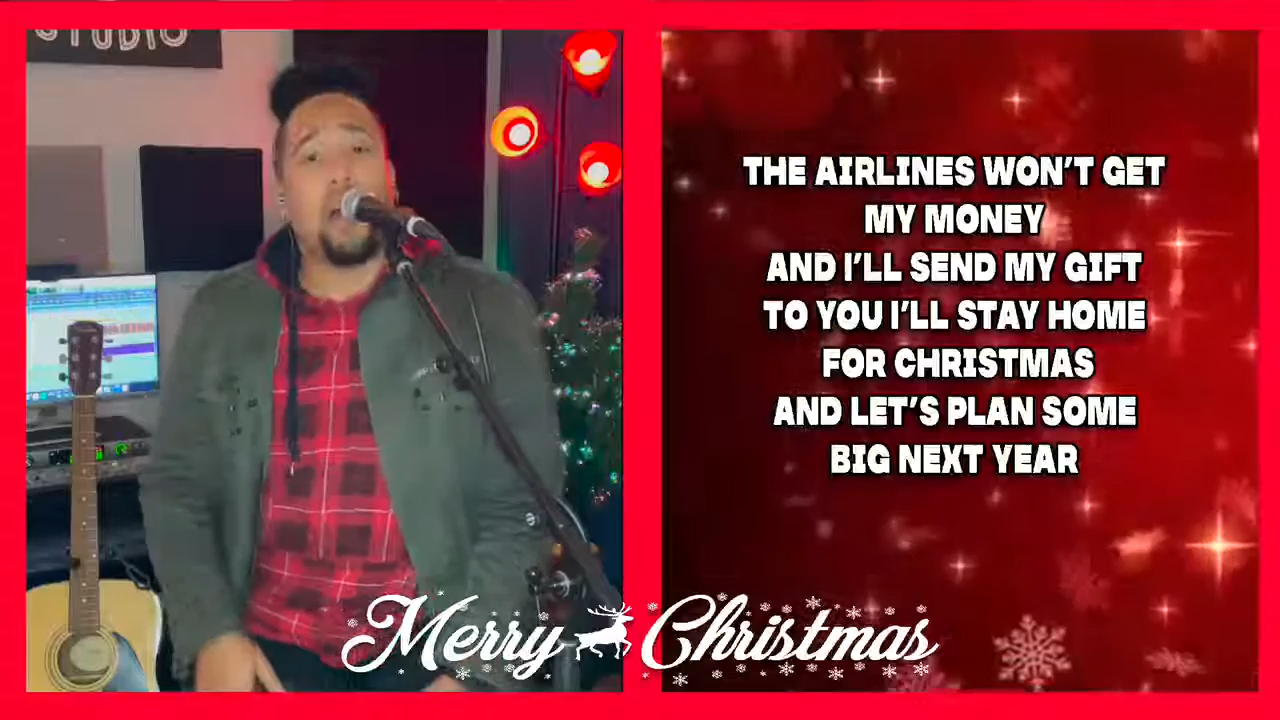 STUDIO
THE AIRLINES WON'T GET
MY MONEY
AND I'LL SEND MY GIFT
TO YOU I'LL STAY HOME
FOR CHRISTMAS
AND LET'S PLAN SOME
BIG NEXT YEAR
Merry Christmas